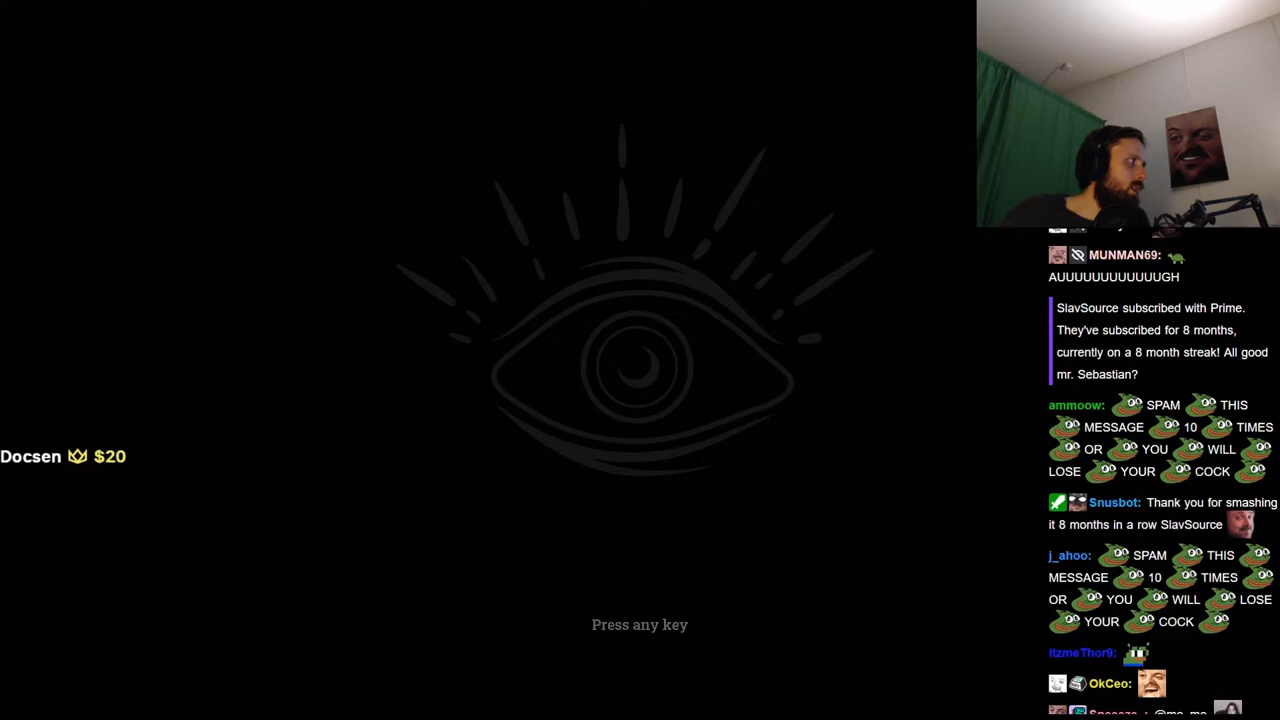 MUNMAN69:
AUUUUUUUUUUUUGH
SlavSource subscribed with Prime.
They've subscribed for 8 months,
currently on a 8 month streak! All good
mr. Sebastian?
ammoow: SPAM THIS
MESSAGE 10 TIMES
OR YOU WILL
LOSE YOUR COCK
Docsen $20
Snusbot: Thank you for smashing
it 8 months in a row SlavSource
j_ahoo: SPAM THIS
MESSAGE 10 TIMES
OR YOU WILL LOSE
YOUR COCK
Press any key
itzmeThor9:
OkCeo: